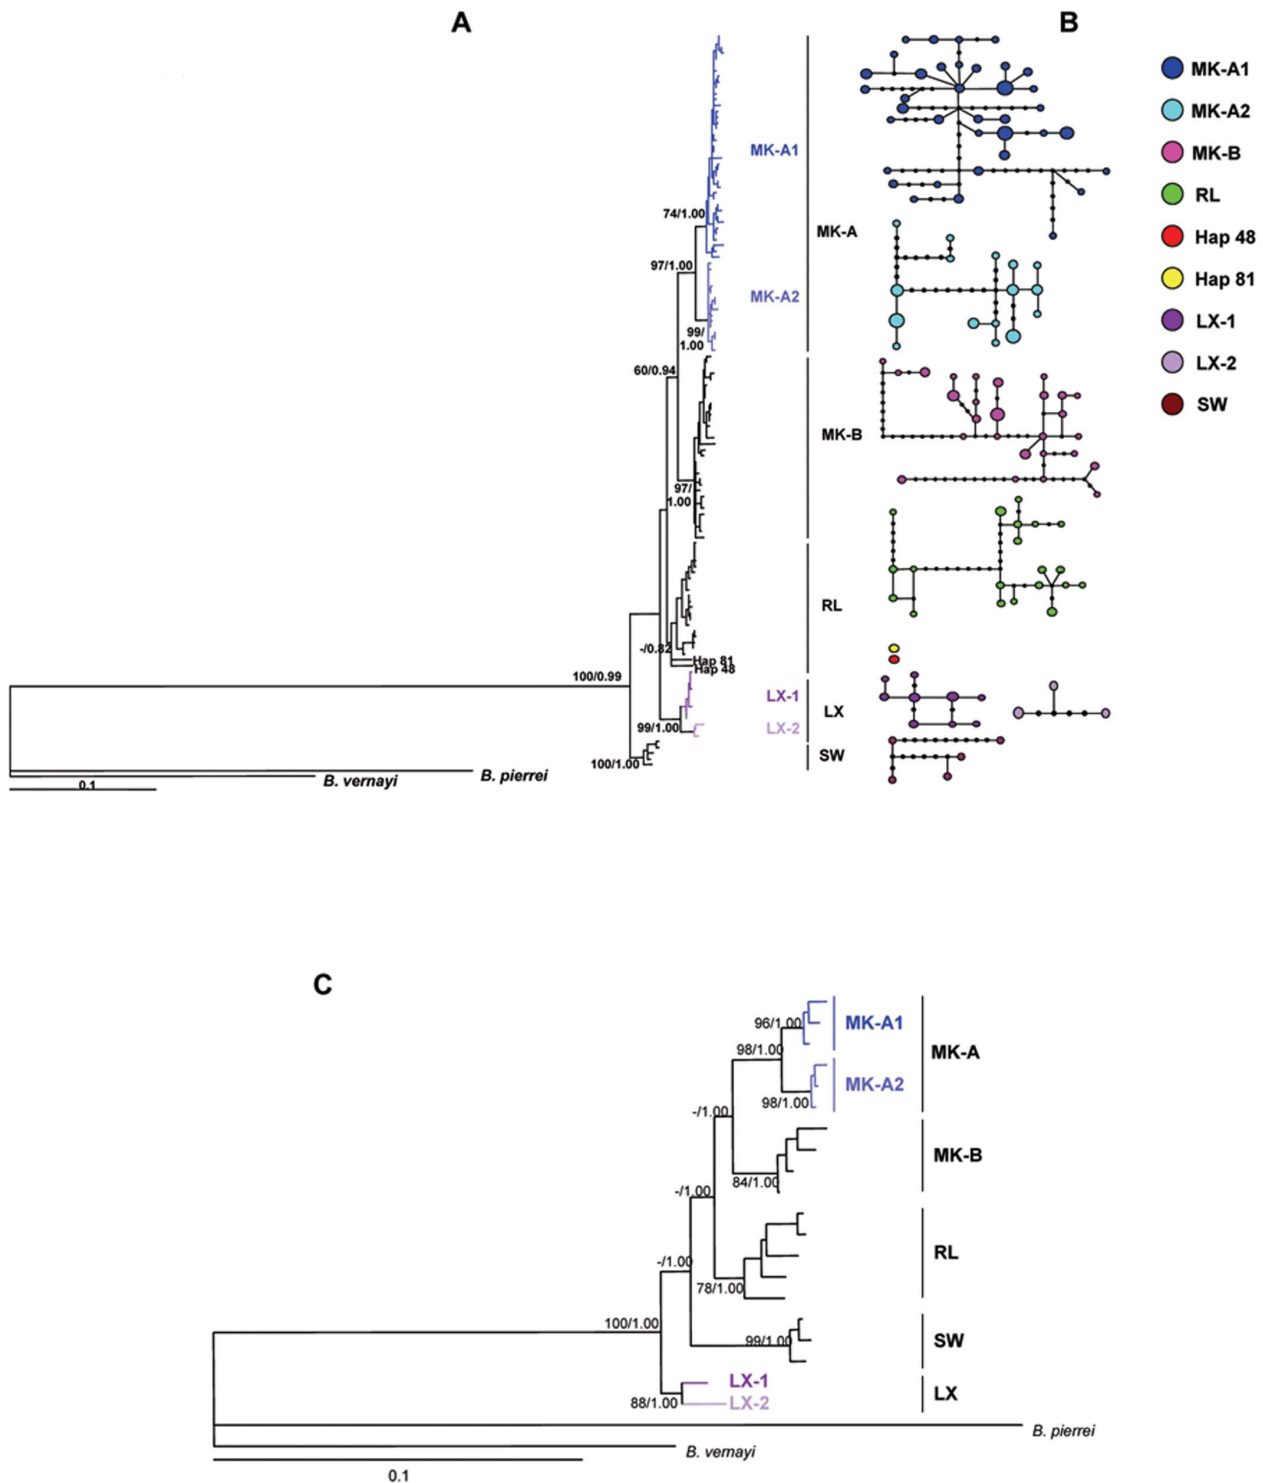 A
B
MK-A1
MK-A2
MK-B
RL
Hap 48
Hap 81
LX-1
LX-2
SW
MK-A1
74/1.00
MK-A
97/1.00
MK-A2
99/
1.00
60/0.94
MK-B
97/
1.00
RL
-/0.82
Hap 81
Hap 48
100/0.99
LX-1
LX
99/1.00
LX-2
SW
100/1.00
B. pierrei
B. vernayi
0.1
C
96/1.00
MK-A1
98/1.00
MK-A
MK-A2
98/1.00
-/1.00
MK-B
84/1.00
-/1.00
RL
-/1.00
78/1.00
100/1.00
99/1.00
SW
LX-1
LX
88/1.00
LX-2
B. pierrei
B. vernayi
0.1